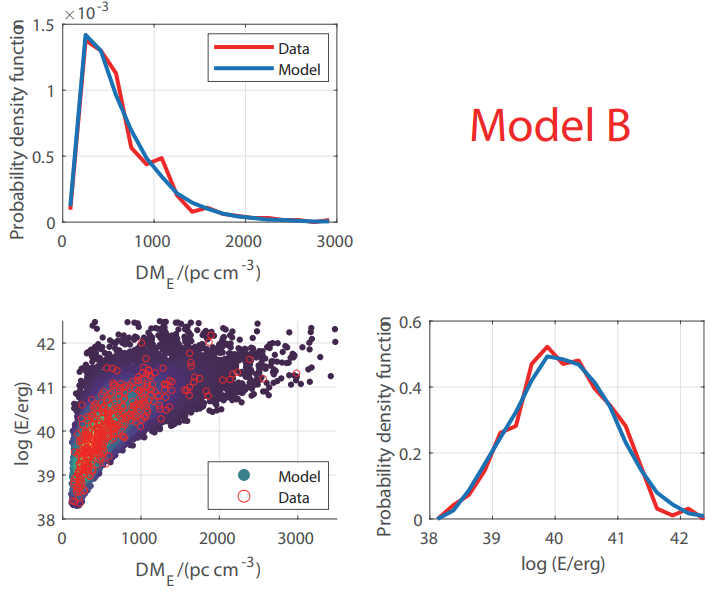 ×10⁻³
Probability density function
1.5
1
0.5
0
0
1000
2000
3000
Data
Model
DM_E/(pc cm⁻³)
Model B
log (E/erg)
42
41
40
39
38
0
1000
2000
3000
Model
Data
DM_E/(pc cm⁻³)
Probability density function
0.6
0.4
0.2
0
38
39
40
41
42
log (E/erg)